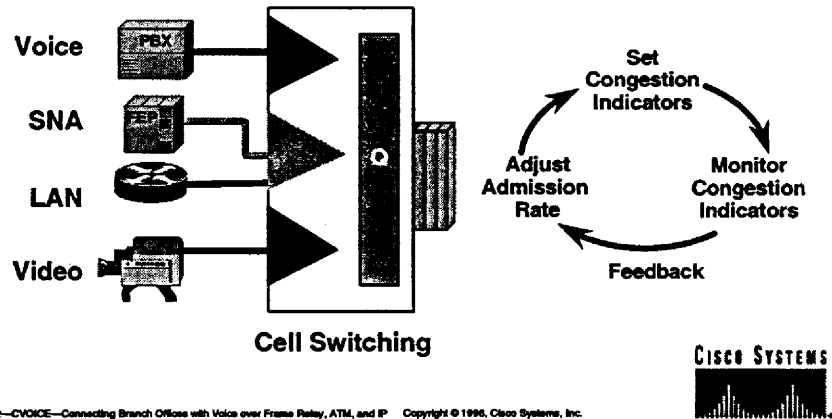 Voice
PBX
SNA
FEP
LAN
Video
Q
Cell Switching
Set
Congestion
Indicators
Adjust
Admission
Rate
Monitor
Congestion
Indicators
Feedback
CISCO SYSTEMS
—CVOICE—Connecting Branch Offices with Voice over Frame Relay, ATM, and IP Copyright © 1998, Cisco Systems, Inc.